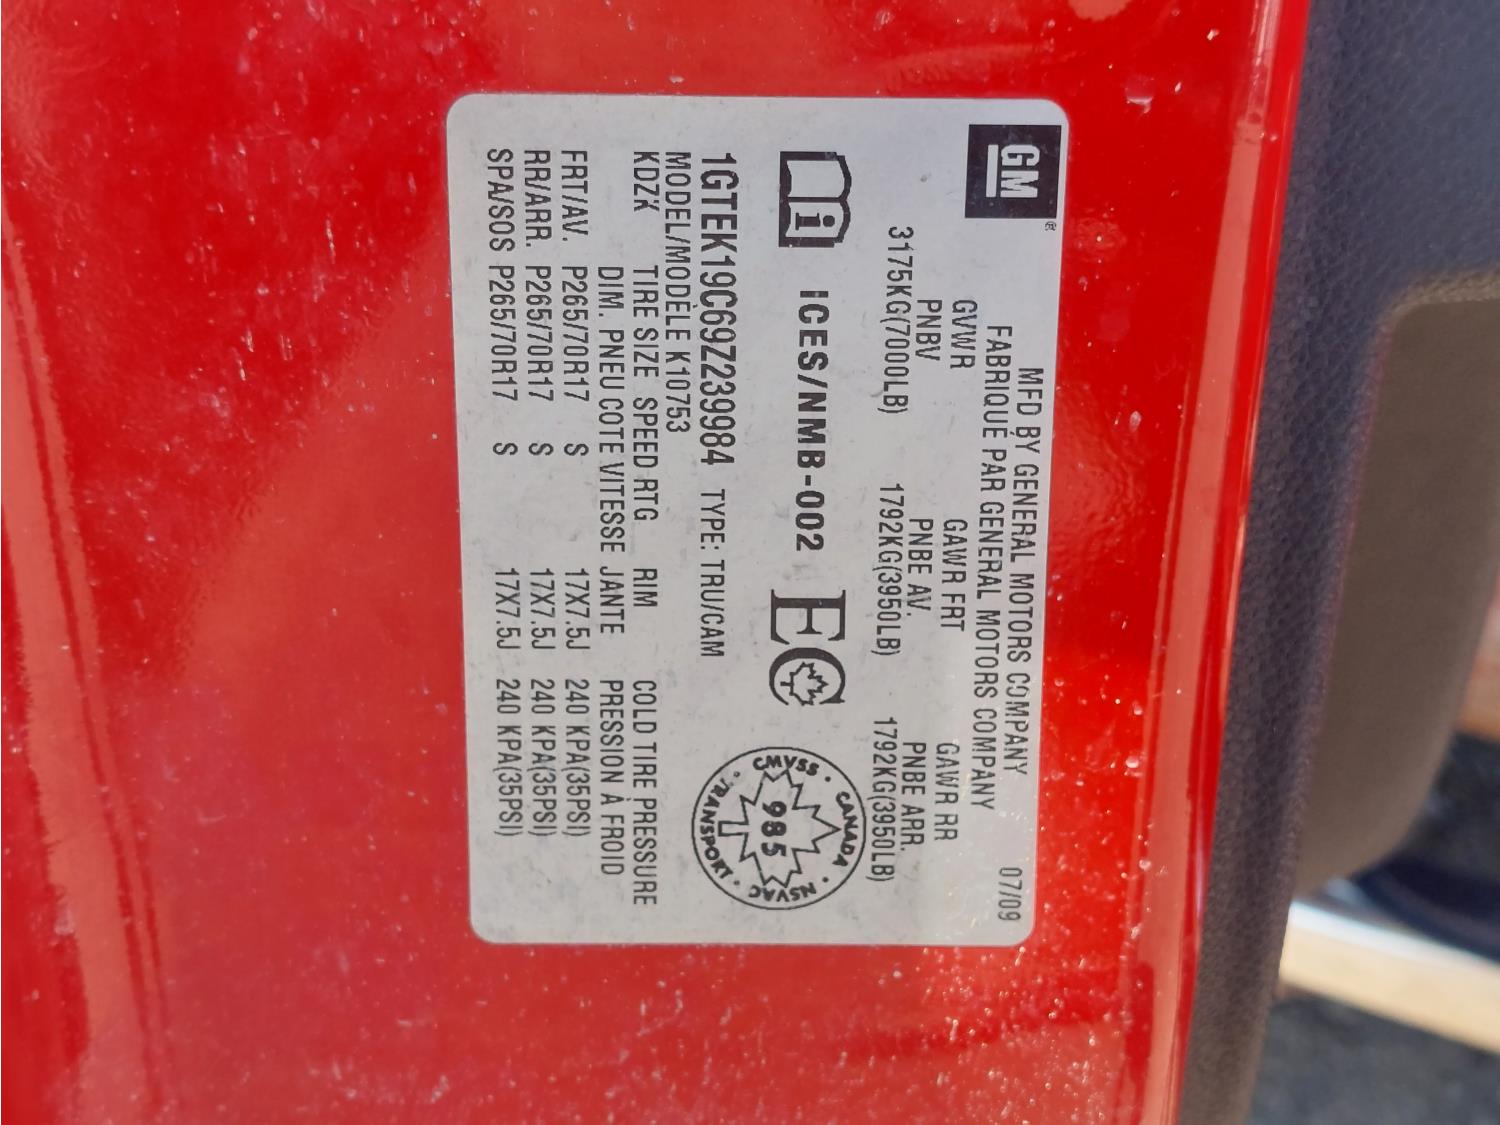 GM®
MFD BY GENERAL MOTORS COMPANY 07/09
FABRIQUÉ PAR GENERAL MOTORS COMPANY
GVWR GAWR FRT GAWR RR
PNBV PNBE AV. PNBE ARR.
3175KG(7000LB) 1792KG(3950LB) 1792KG(3950LB)
i ICES/NMB-002 EC
CANADA · NSVAC · TRANSPORT · CMVSS ·
985
1GTEK19C69Z239984 TYPE: TRU/CAM
MODEL/MODÈLE K10753
KDZK TIRE SIZE SPEED RTG RIM COLD TIRE PRESSURE
DIM. PNEU COTE VITESSE JANTE PRESSION À FROID
FRT/AV. P265/70R17 S 17X7.5J 240 KPA(35PSI)
RR/ARR. P265/70R17 S 17X7.5J 240 KPA(35PSI)
SPA/SOS P265/70R17 S 17X7.5J 240 KPA(35PSI)